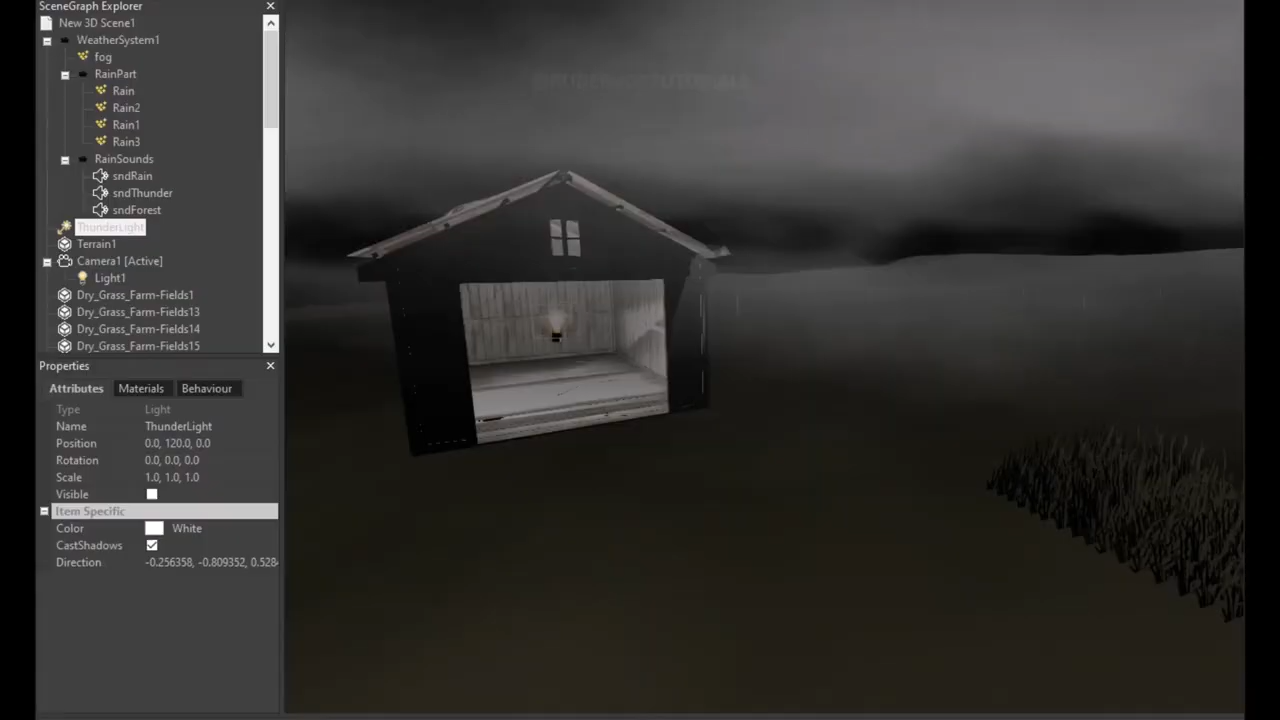 SceneGraph Explorer
New 3D Scene1
WeatherSystem1
fog
RainPart
Rain
Rain2
Rain1
Rain3
RainSounds
sndRain
sndThunder
sndForest
ThunderLight
Terrain1
Camera1 [Active]
Light1
Dry_Grass_Farm-Fields1
Dry_Grass_Farm-Fields13
Dry_Grass_Farm-Fields14
Dry_Grass_Farm-Fields15
Properties
Attributes Materials Behaviour
Type Light
Name ThunderLight
Position 0.0, 120.0, 0.0
Rotation 0.0, 0.0, 0.0
Scale 1.0, 1.0, 1.0
Visible
Item Specific
Color White
CastShadows
Direction -0.256358, -0.809352, 0.5284